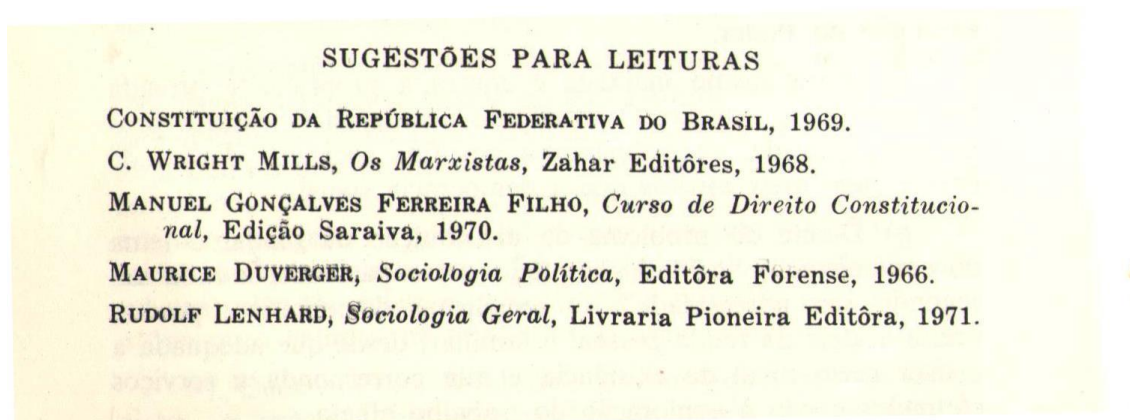 SUGESTÕES PARA LEITURAS
CONSTITUIÇÃO DA REPÚBLICA FEDERATIVA DO BRASIL, 1969.
C. WRIGHT MILLS, Os Marxistas, Zahar Editôres, 1968.
MANUEL GONÇALVES FERREIRA FILHO, Curso de Direito Constitucio-
nal, Edição Saraiva, 1970.
MAURICE DUVERGER, Sociologia Política, Editôra Forense, 1966.
RUDOLF LENHARD, Sociologia Geral, Livraria Pioneira Editôra, 1971.